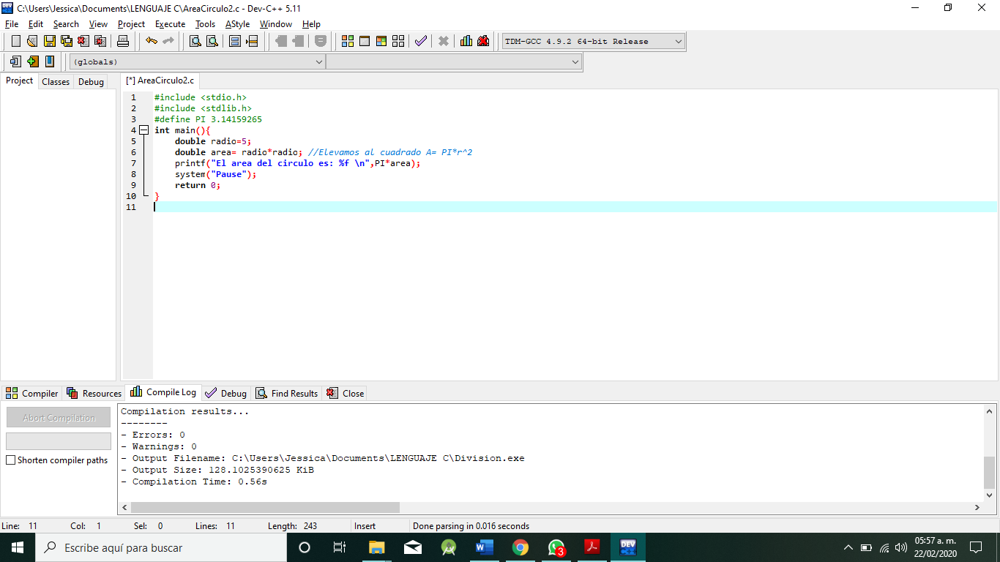 C:\Users\Jessica\Documents\LENGUAJE C\AreaCirculo2.c - Dev-C++ 5.11
File Edit Search View Project Execute Tools AStyle Window Help
TDM-GCC 4.9.2 64-bit Release
(globals)
Project Classes Debug
[*] AreaCirculo2.c
1 #include <stdio.h>
2 #include <stdlib.h>
3 #define PI 3.14159265
4 int main(){
5 double radio=5;
6 double area= radio*radio; //Elevamos al cuadrado A= PI*r^2
7 printf("El area del circulo es: %f \n",PI*area);
8 system("Pause");
9 return 0;
10 }
11
Compiler Resources Compile Log Debug Find Results Close
Abort Compilation
Shorten compiler paths
Compilation results...
--------
- Errors: 0
- Warnings: 0
- Output Filename: C:\Users\Jessica\Documents\LENGUAJE C\Division.exe
- Output Size: 128.1025390625 KiB
- Compilation Time: 0.56s
Line: 11 Col: 1 Sel: 0 Lines: 11 Length: 243 Insert Done parsing in 0.016 seconds
Escribe aquí para buscar
W
3
DEV
05:57 a. m.
22/02/2020